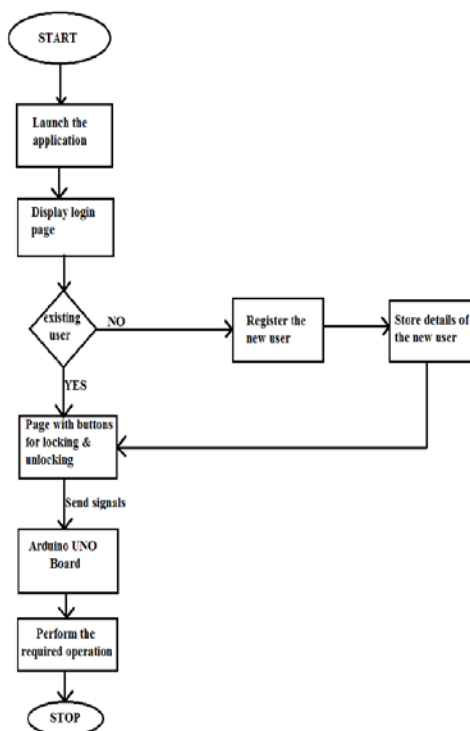 START
Launch the
application
Display login
page
existing
user
NO
Register the
new user
Store details of
the new user
YES
Page with buttons
for locking &
unlocking
Send signals
Arduino UNO
Board
Perform the
required operation
STOP